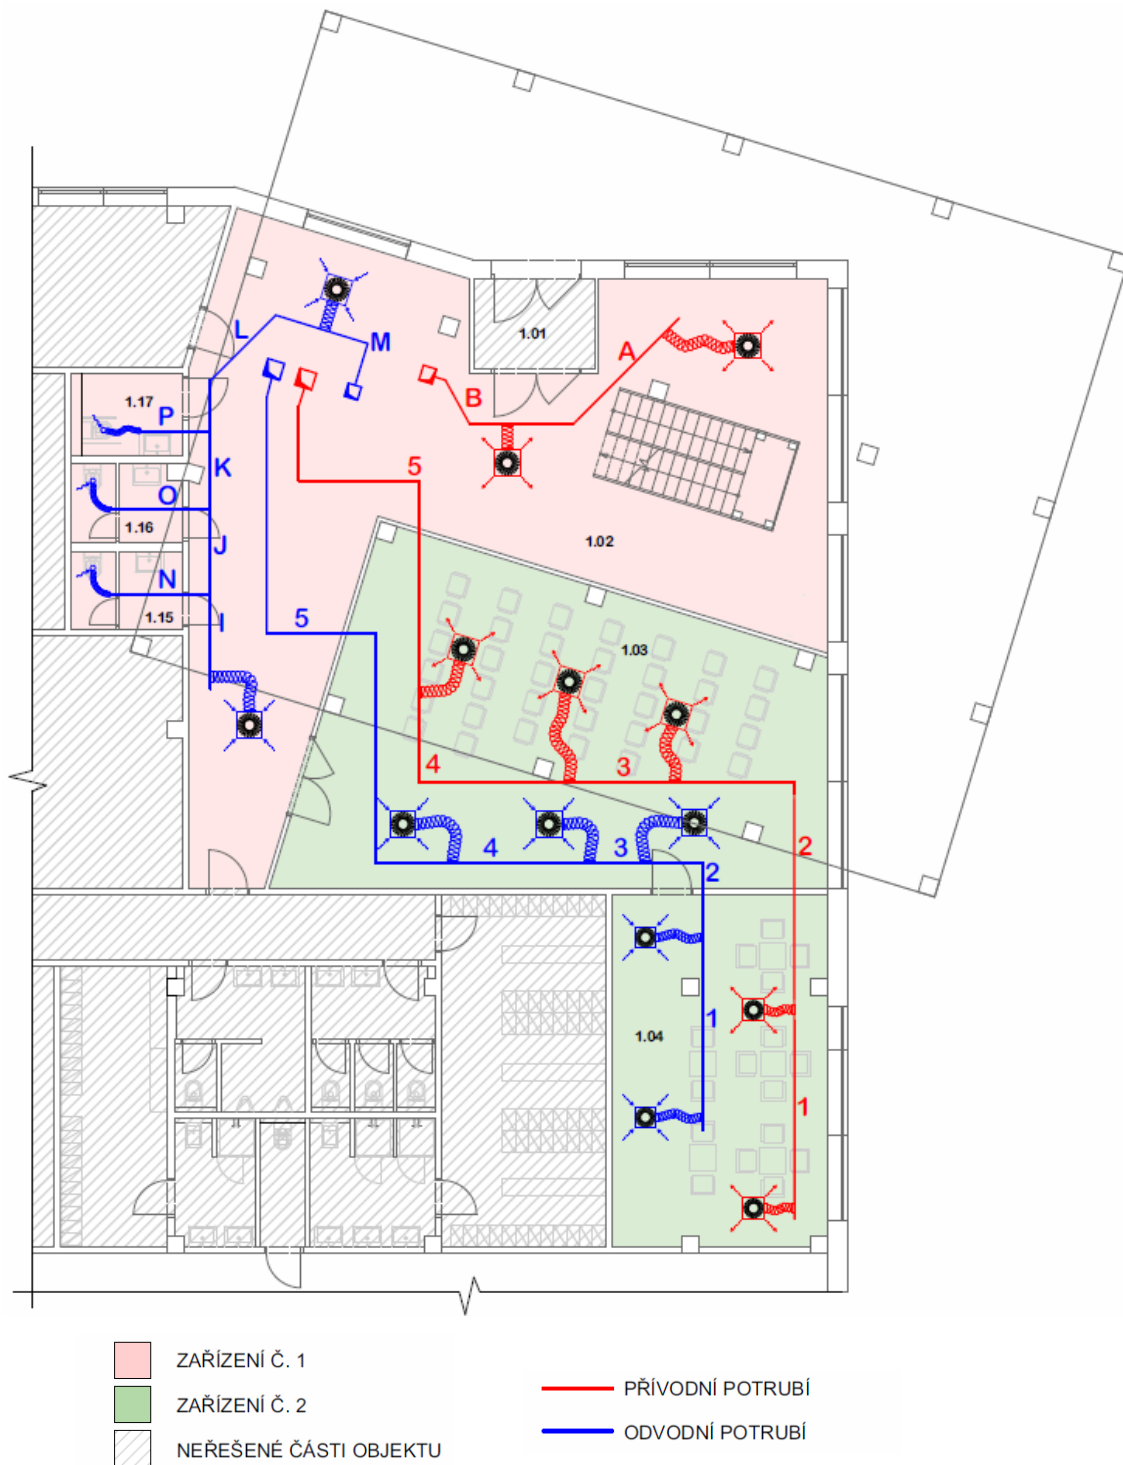 1.01
M
L
A
B
1.17
P
K
5
O
1.16
J
1.02
N
1.15
I
5
1.03
4
3
4
3
2
2
1
1.04
1
ZAŘÍZENÍ Č. 1
ZAŘÍZENÍ Č. 2
NEŘEŠENÉ ČÁSTI OBJEKTU
PŘÍVODNÍ POTRUBÍ
ODVODNÍ POTRUBÍ